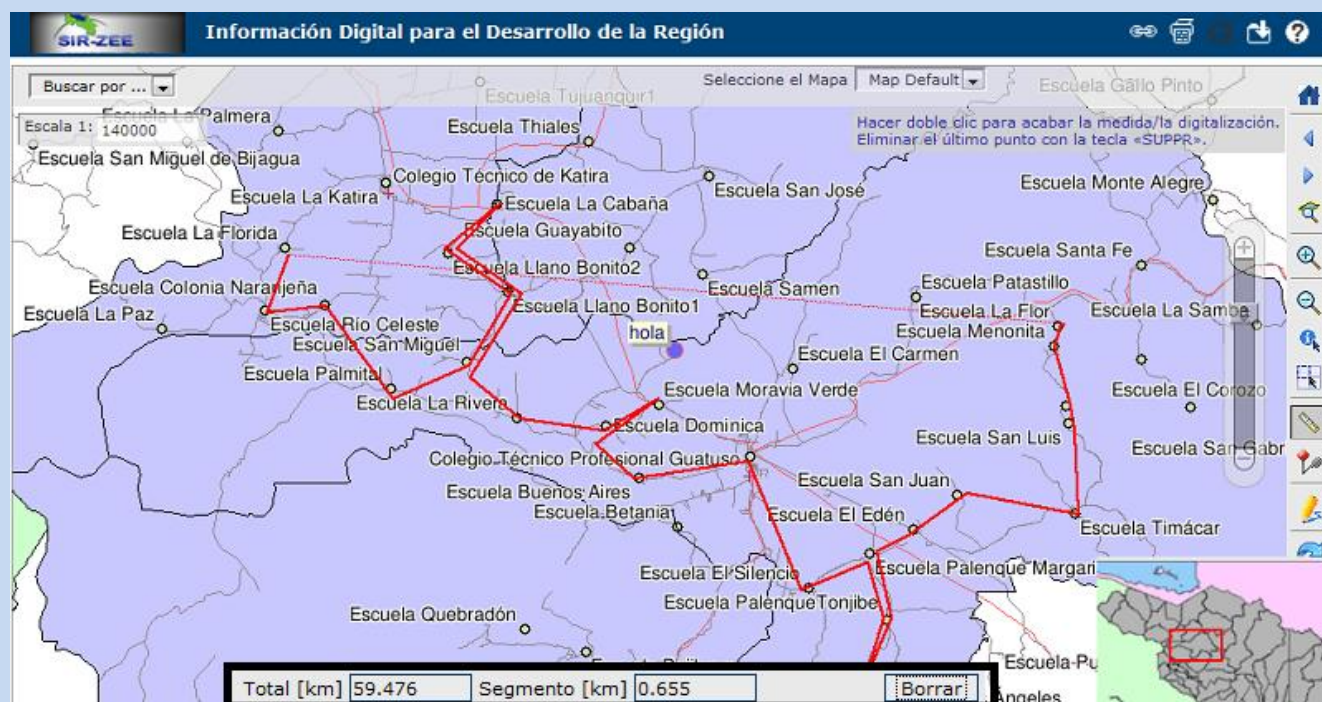 SIR-ZEE
Información Digital para el Desarrollo de la Región
Buscar por ...
Seleccione el Mapa
Map Default
Escuela Tujuanquir1
Escuela Gallo Pinto
Escala 1: 140000
Escuela La Palmera
Escuela Thiales
Hacer doble clic para acabar la medida/la digitalización.
Eliminar el último punto con la tecla «SUPPR».
Escuela San Miguel de Bijagua
Colegio Técnico de Katira
Escuela La Katira
Escuela San José
Escuela Monte Alegre
Escuela La Cabaña
Escuela La Florida
Escuela Guayabito
Escuela Santa Fe
Escuela Llano Bonito2
Escuela Colonia Naranjeña
Escuela Samen
Escuela Patastillo
Escuela La Paz
Escuela Llano Bonito1
Escuela La Flor
Escuela La Samba
Escuela Río Celeste
hola
Escuela Menonita
Escuela San Miguel
Escuela El Carmen
Escuela Palmital
Escuela Moravia Verde
Escuela El Corozo
Escuela La Rivera
Escuela Dominica
Escuela San Luis
Escuela San Gabr
Colegio Técnico Profesional Guatuso
Escuela San Juan
Escuela Buenos Aires
Escuela Betania
Escuela El Edén
Escuela Timácar
Escuela El Silencio
Escuela Palenque Margari
Escuela PalenqueTonjibe
Escuela Quebradón
Escuela-Pu
Total [km] 59.476
Segmento [km] 0.655
Borrar
Angeles